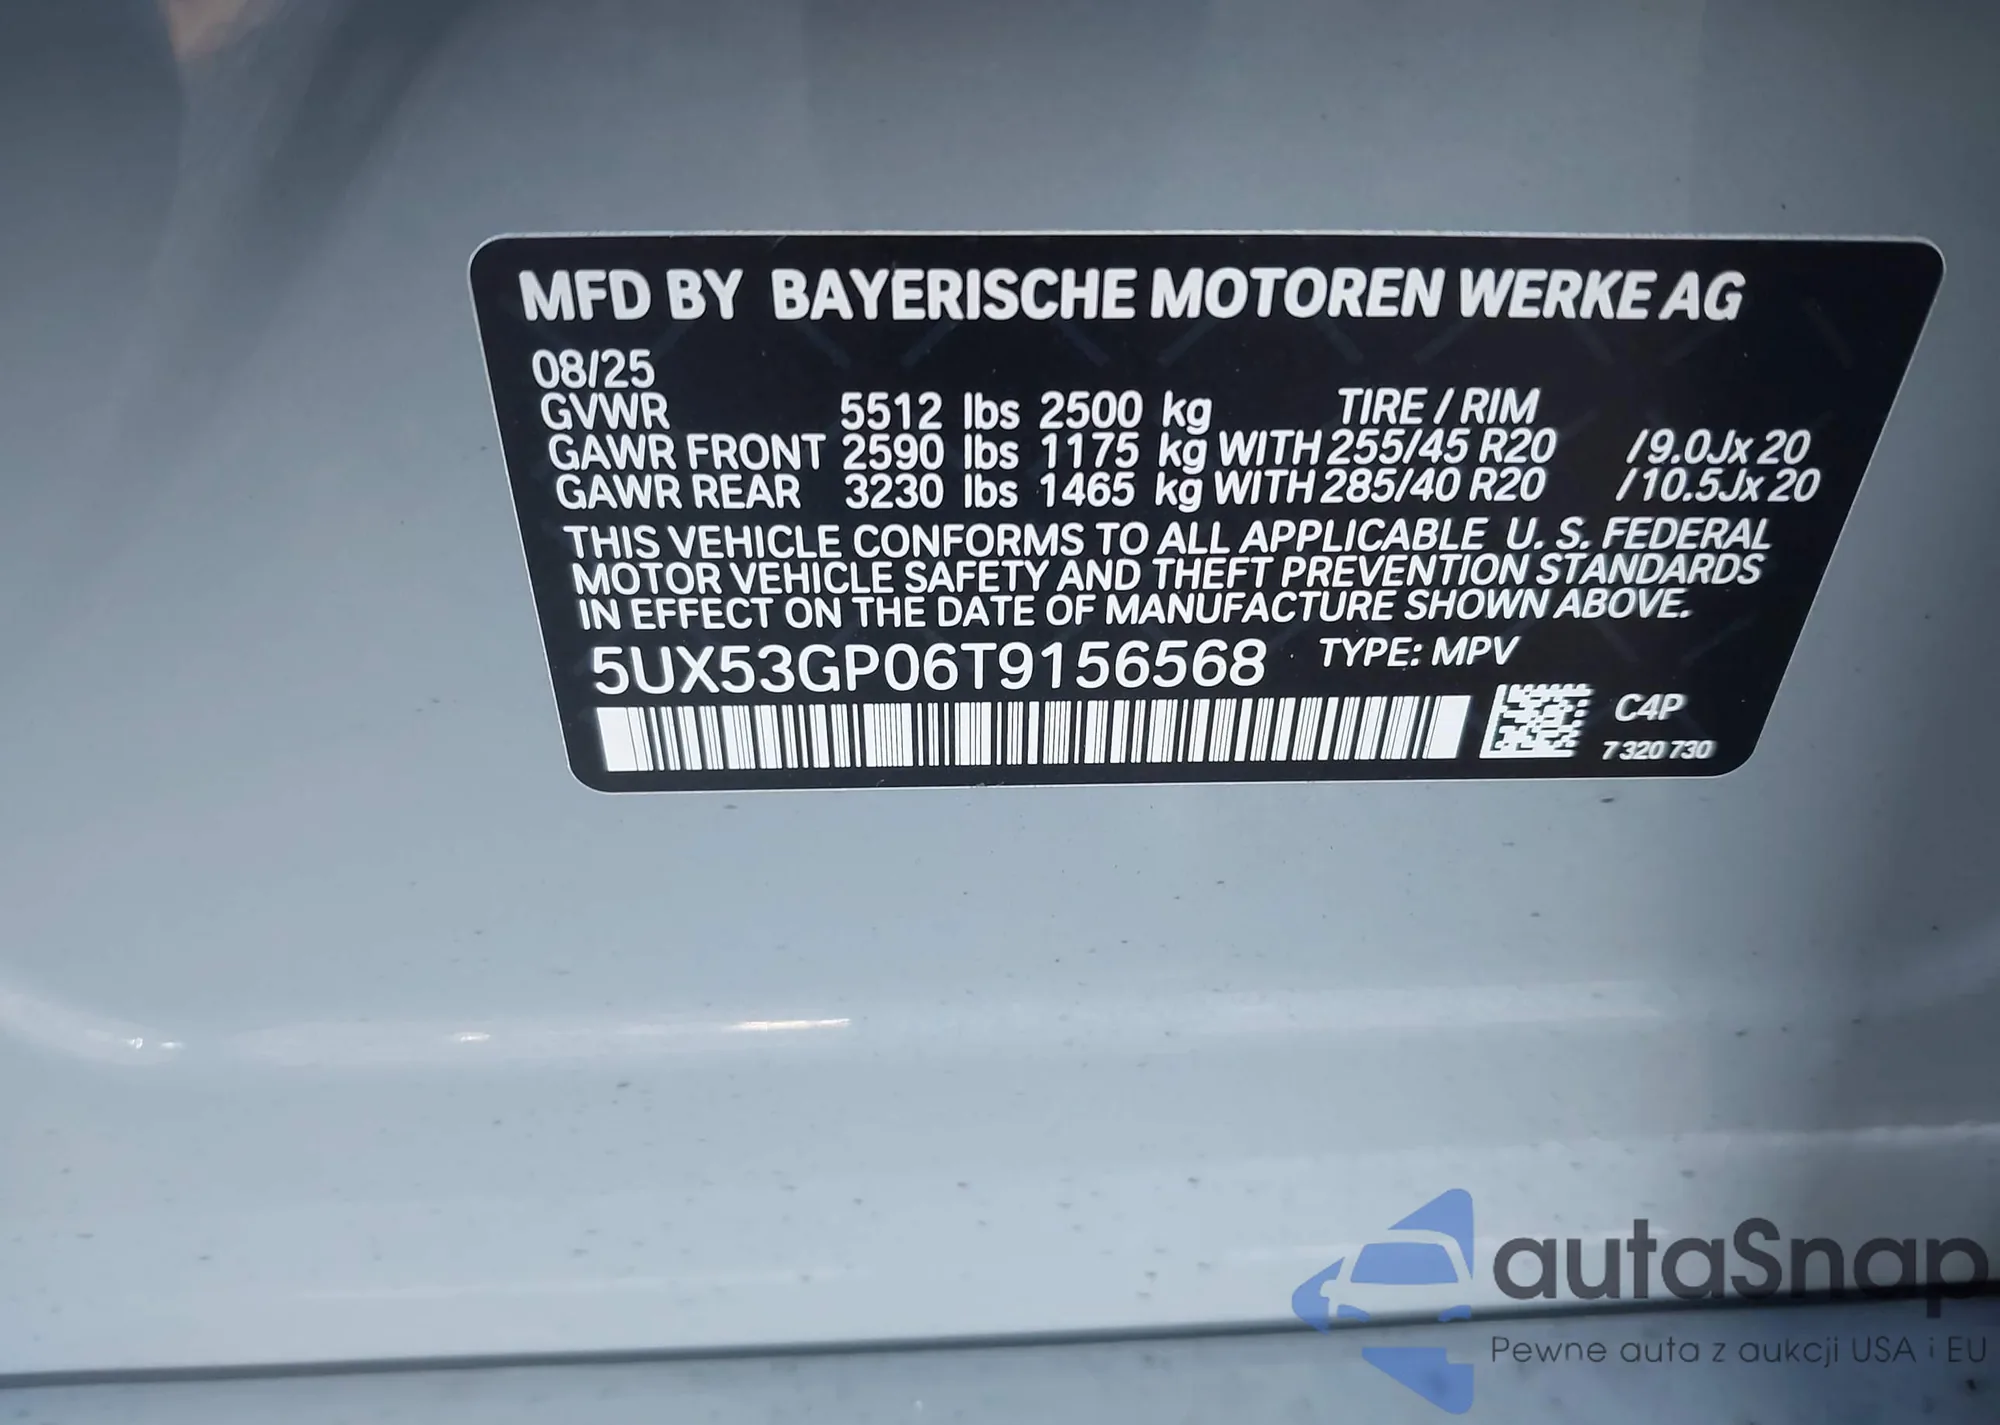 MFD BY BAYERISCHE MOTOREN WERKE AG
08/25
GVWR 5512 lbs 2500 kg TIRE / RIM
GAWR FRONT 2590 lbs 1175 kg WITH 255/45 R20 /9.0Jx 20
GAWR REAR 3230 lbs 1465 kg WITH 285/40 R20 /10.5Jx 20
THIS VEHICLE CONFORMS TO ALL APPLICABLE U. S. FEDERAL
MOTOR VEHICLE SAFETY AND THEFT PREVENTION STANDARDS
IN EFFECT ON THE DATE OF MANUFACTURE SHOWN ABOVE.
5UX53GP06T9156568 TYPE: MPV
C4P
7 320 730
autaSnap
Pewne auta z aukcji USA i EU